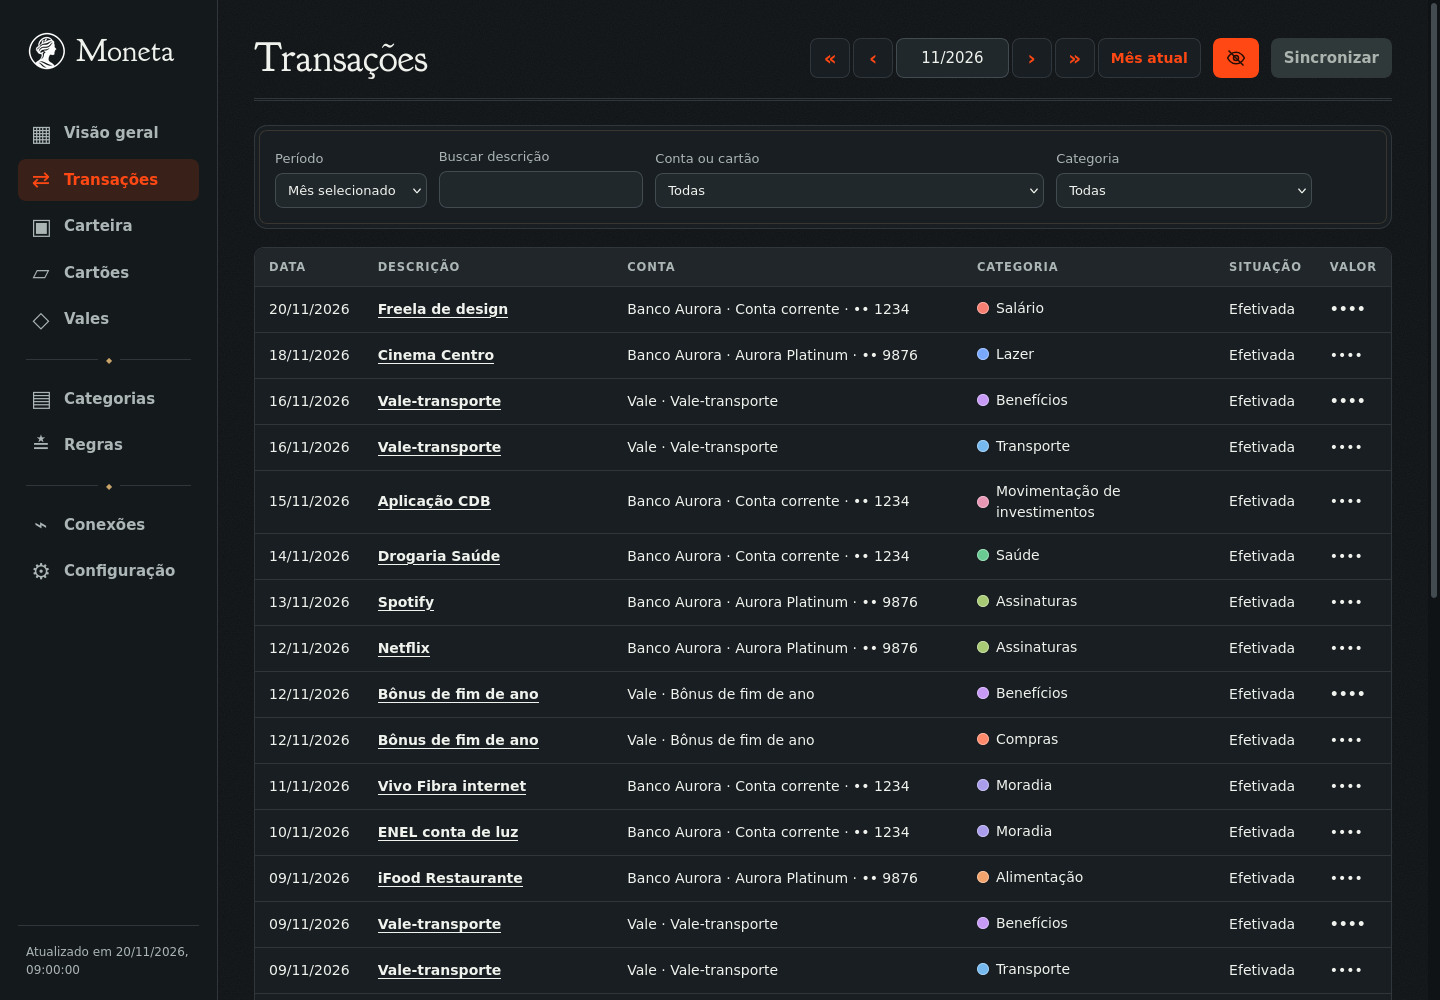 Moneta
Visão geral
Transações
Carteira
Cartões
Vales
Categorias
Regras
Conexões
Configuração
Atualizado em 20/11/2026,
09:00:00
Transações
« ‹ 11/2026 › » Mês atual Sincronizar
Período Buscar descrição Conta ou cartão Categoria
Mês selecionado Todas Todas
DATA DESCRIÇÃO CONTA CATEGORIA SITUAÇÃO VALOR
20/11/2026 Freela de design Banco Aurora · Conta corrente · •• 1234 Salário Efetivada ••••
18/11/2026 Cinema Centro Banco Aurora · Aurora Platinum · •• 9876 Lazer Efetivada ••••
16/11/2026 Vale-transporte Vale · Vale-transporte Benefícios Efetivada ••••
16/11/2026 Vale-transporte Vale · Vale-transporte Transporte Efetivada ••••
15/11/2026 Aplicação CDB Banco Aurora · Conta corrente · •• 1234 Movimentação de investimentos Efetivada ••••
14/11/2026 Drogaria Saúde Banco Aurora · Conta corrente · •• 1234 Saúde Efetivada ••••
13/11/2026 Spotify Banco Aurora · Aurora Platinum · •• 9876 Assinaturas Efetivada ••••
12/11/2026 Netflix Banco Aurora · Aurora Platinum · •• 9876 Assinaturas Efetivada ••••
12/11/2026 Bônus de fim de ano Vale · Bônus de fim de ano Benefícios Efetivada ••••
12/11/2026 Bônus de fim de ano Vale · Bônus de fim de ano Compras Efetivada ••••
11/11/2026 Vivo Fibra internet Banco Aurora · Conta corrente · •• 1234 Moradia Efetivada ••••
10/11/2026 ENEL conta de luz Banco Aurora · Conta corrente · •• 1234 Moradia Efetivada ••••
09/11/2026 iFood Restaurante Banco Aurora · Aurora Platinum · •• 9876 Alimentação Efetivada ••••
09/11/2026 Vale-transporte Vale · Vale-transporte Benefícios Efetivada ••••
09/11/2026 Vale-transporte Vale · Vale-transporte Transporte Efetivada ••••